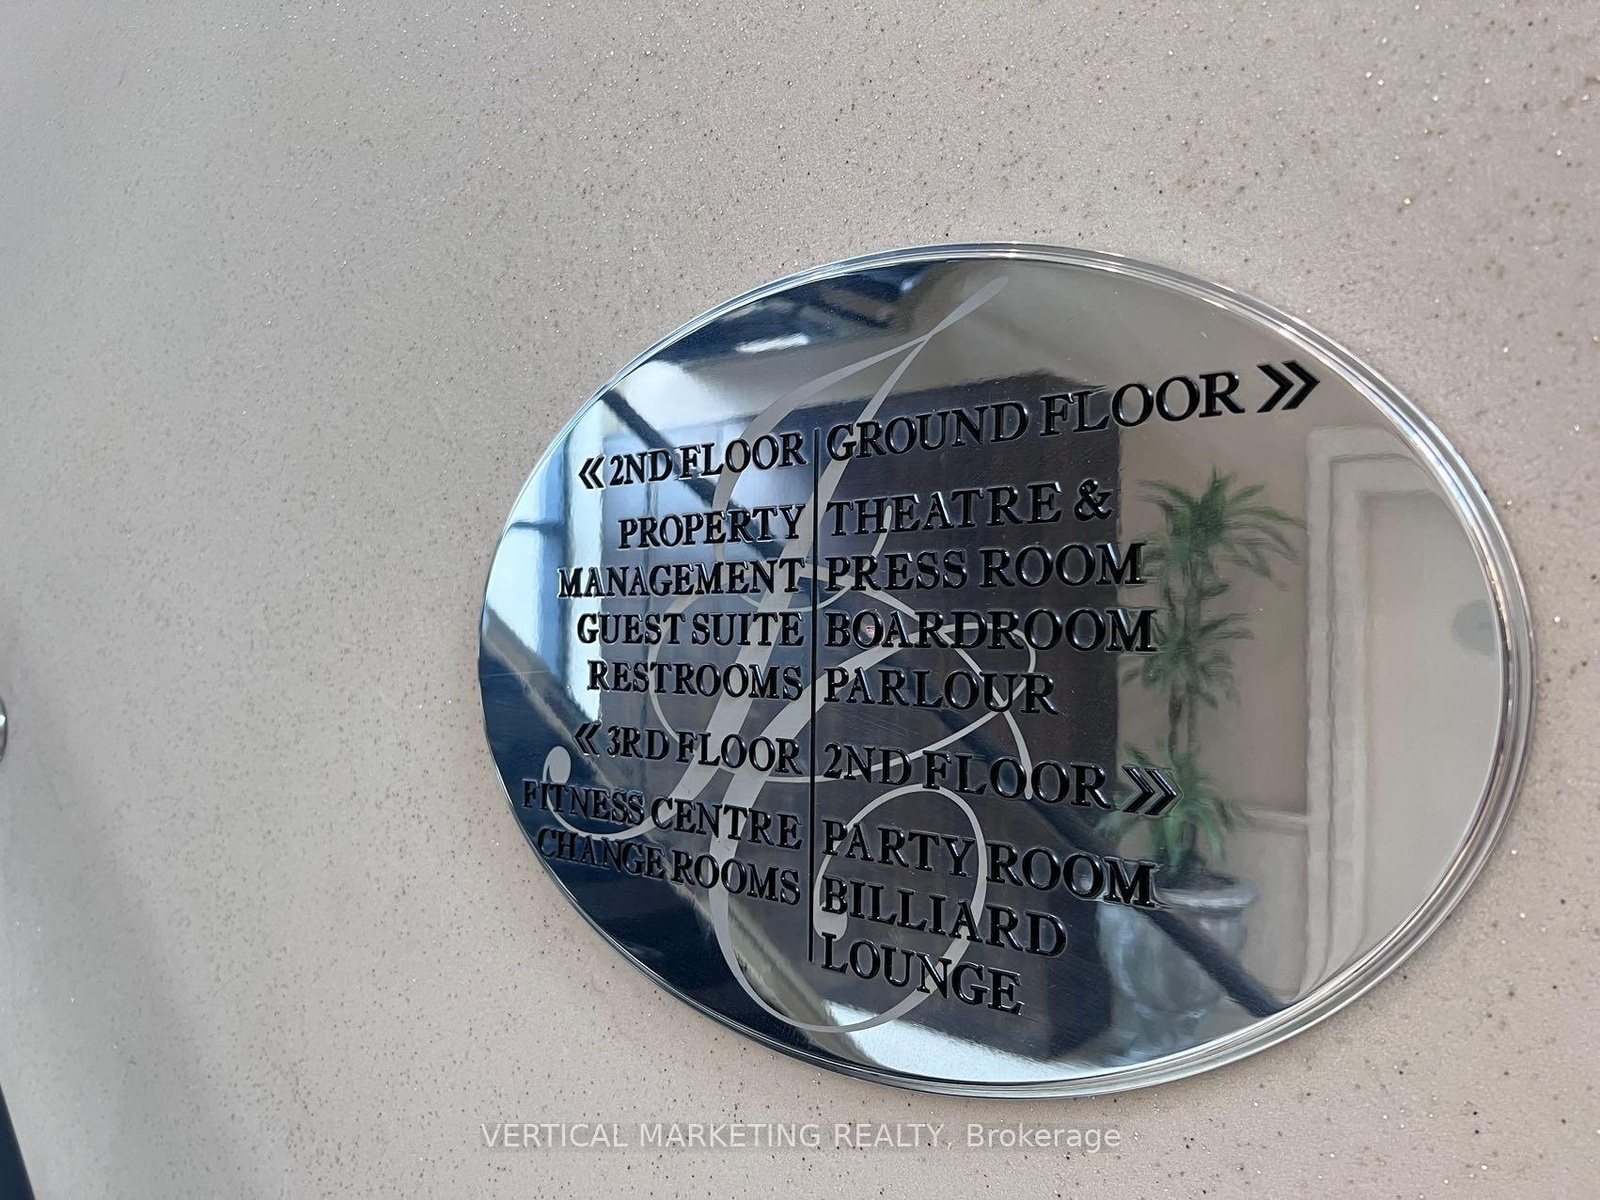 « 2ND FLOOR
PROPERTY
MANAGEMENT
GUEST SUITE
RESTROOMS
« 3RD FLOOR
FITNESS CENTRE
CHANGE ROOMS
GROUND FLOOR »
THEATRE &
PRESS ROOM
BOARDROOM
PARLOUR
2ND FLOOR »
PARTY ROOM
BILLIARD
LOUNGE
VERTICAL MARKETING REALTY, Brokerage